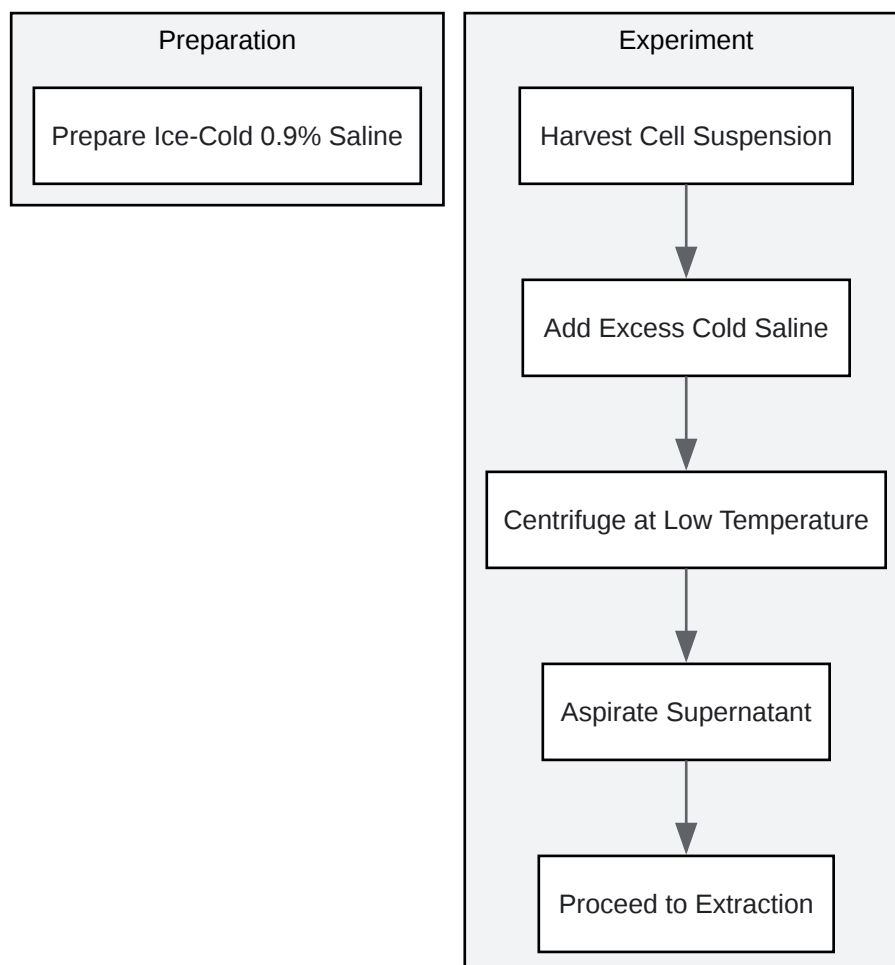 Preparation
Prepare Ice-Cold 0.9% Saline
Experiment
Harvest Cell Suspension
Add Excess Cold Saline
Centrifuge at Low Temperature
Aspirate Supernatant
Proceed to Extraction